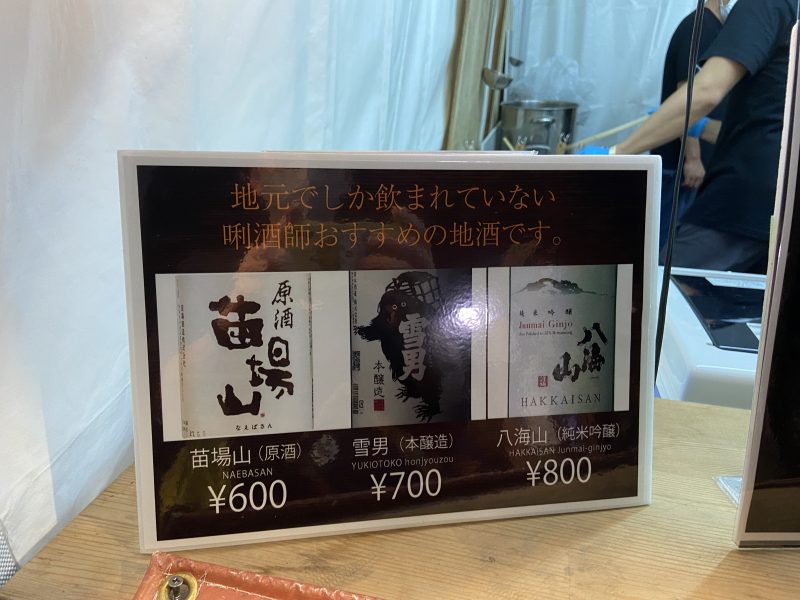 地元でしか飲まれていない
唎酒師おすすめの地酒です。
原酒
苗場山
なえばさん
雪男
本醸造
純米吟醸
Junmai Ginjo
八海山
HAKKAISAN
苗場山（原酒）
NAEBASAN
¥600
雪男（本醸造）
YUKIOTOKO honjyouzou
¥700
八海山（純米吟醸）
HAKKAISAN Junmai-ginjyo
¥800